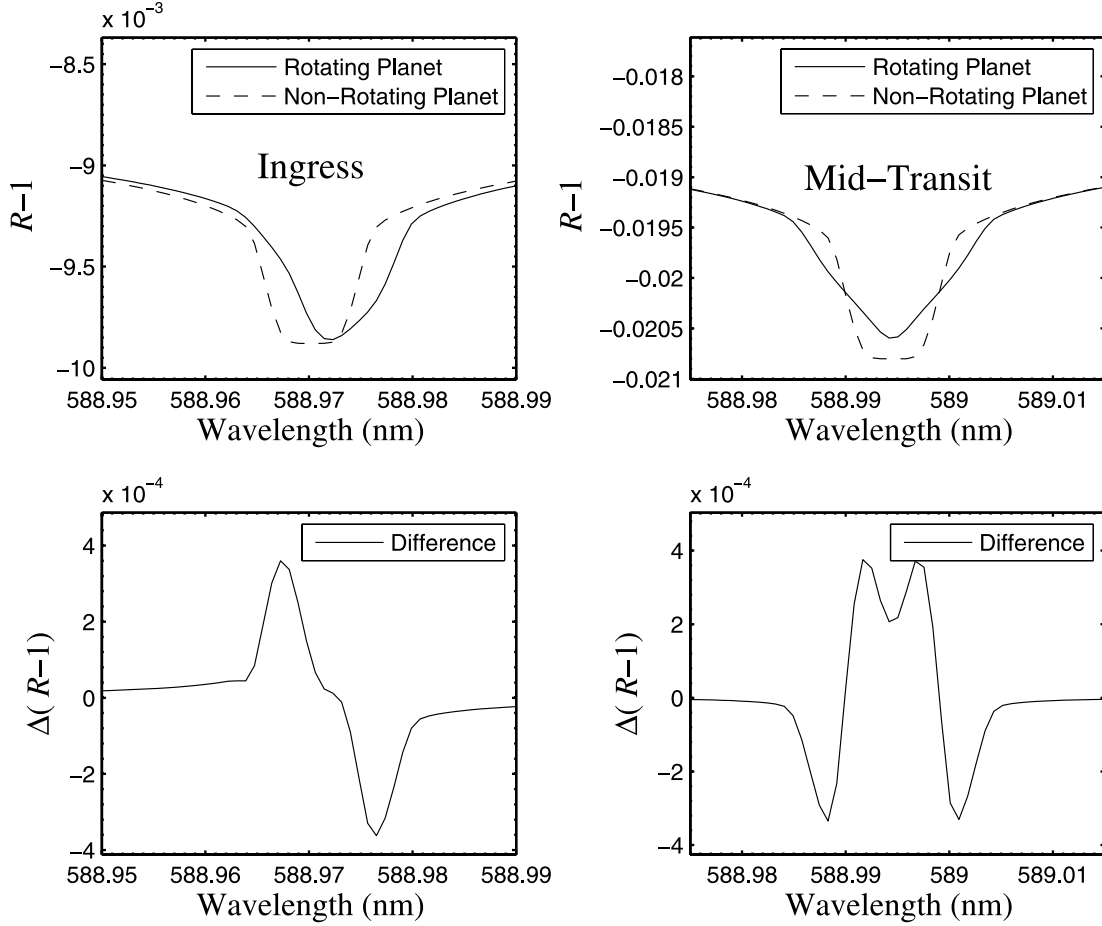 x 10⁻³
Rotating Planet
Non−Rotating Planet
Ingress
−8.5
−9
−9.5
−10
R−1
588.95 588.96 588.97 588.98 588.99
Wavelength (nm)
Rotating Planet
Non−Rotating Planet
Mid−Transit
−0.018
−0.0185
−0.019
−0.0195
−0.02
−0.0205
−0.021
R−1
588.98 588.99 589 589.01
Wavelength (nm)
x 10⁻⁴
Difference
4
2
0
−2
−4
Δ( R−1)
588.95 588.96 588.97 588.98 588.99
Wavelength (nm)
x 10⁻⁴
Difference
4
2
0
−2
−4
Δ( R−1)
588.98 588.99 589 589.01
Wavelength (nm)